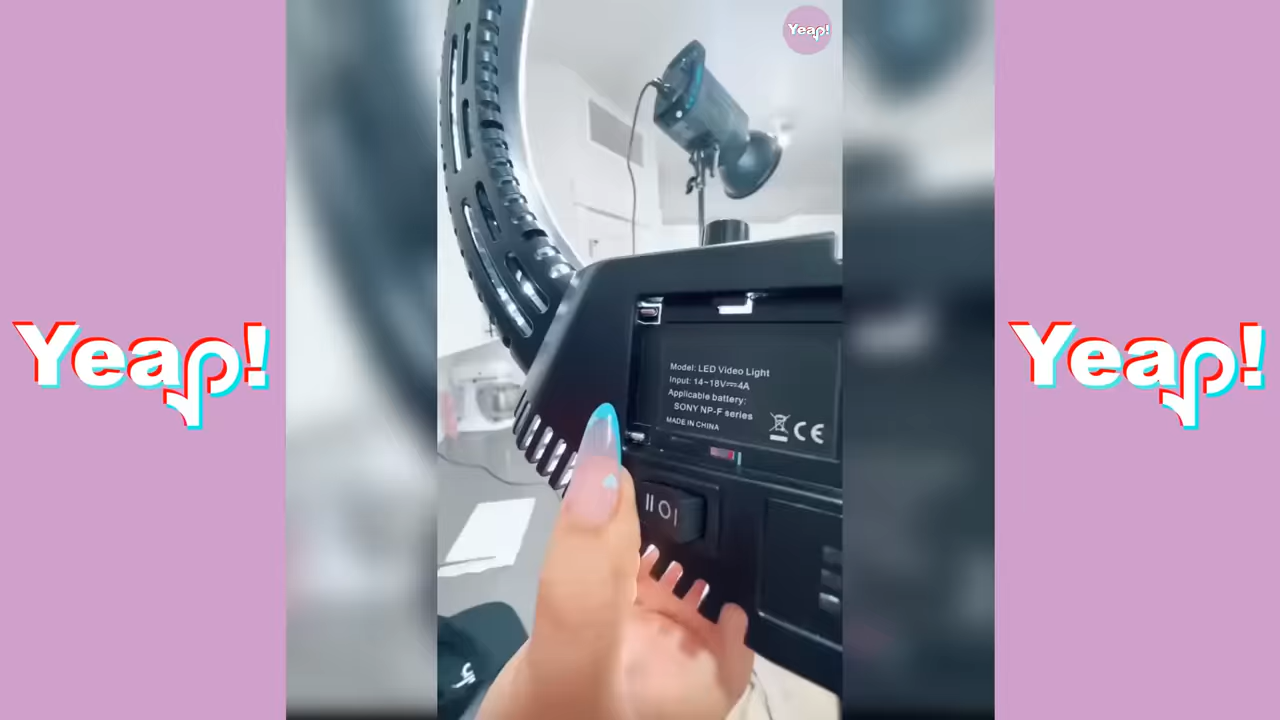 Yeap!
Yeap!
Model: LED Video Light
Input: 14~18V⎓4A
Applicable battery:
SONY NP-F series
MADE IN CHINA
CE
II O I
Yeap!